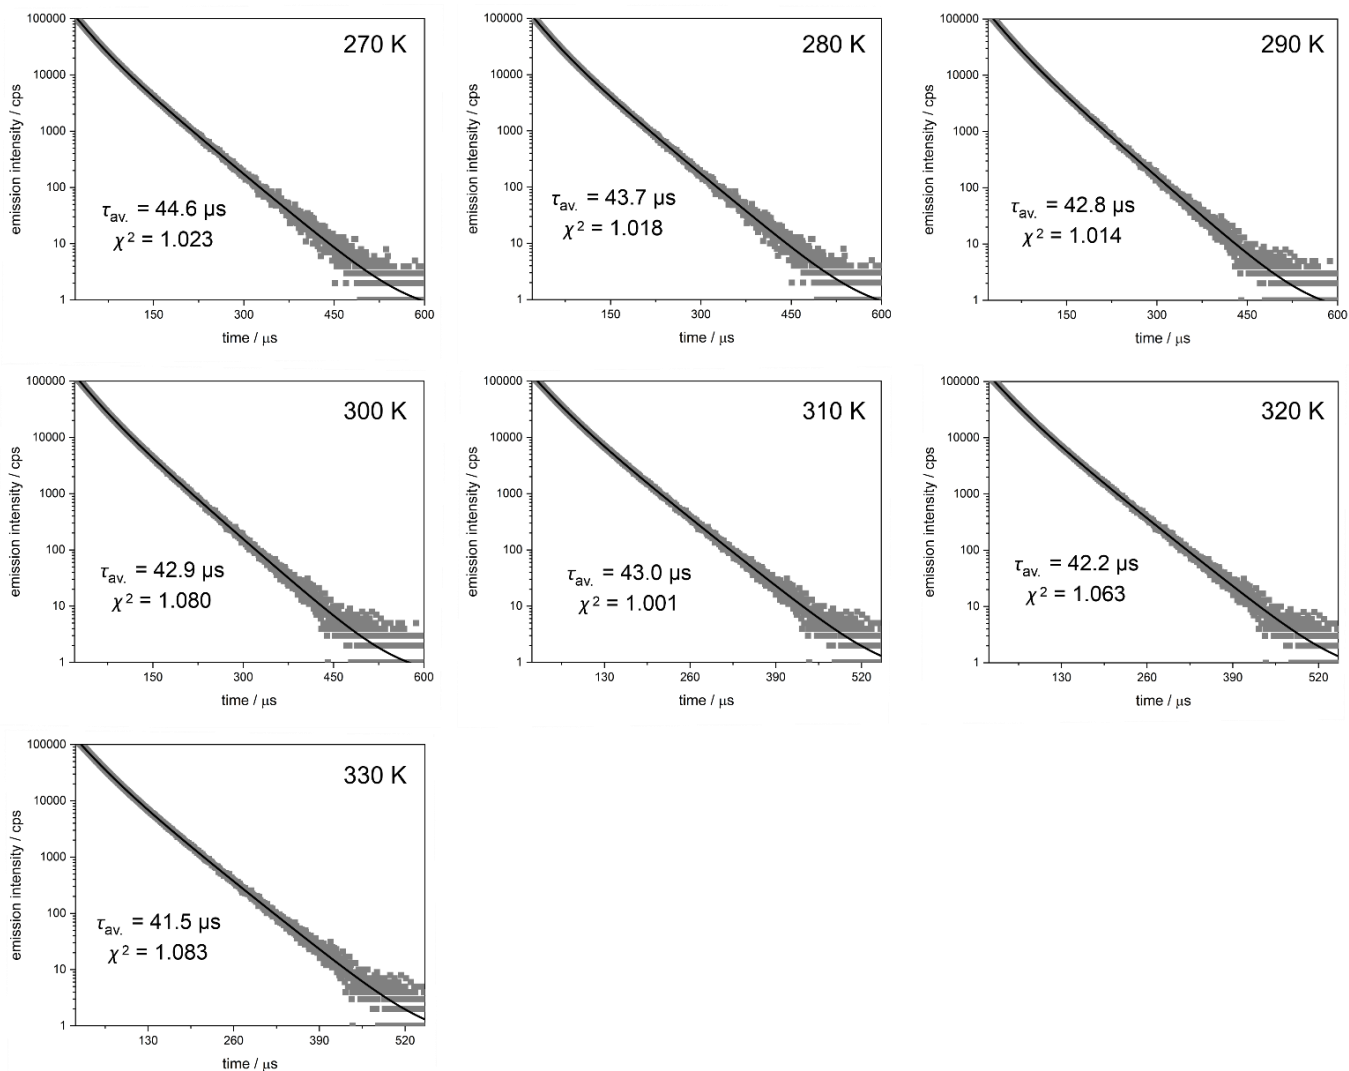 270 K
emission intensity / cps
100000
10000
1000
100
10
1
τav. = 44.6 μs
χ² = 1.023
150
300
450
600
time / μs
280 K
emission intensity / cps
100000
10000
1000
100
10
1
τav. = 43.7 μs
χ² = 1.018
150
300
450
600
time / μs
290 K
emission intensity / cps
100000
10000
1000
100
10
1
τav. = 42.8 μs
χ² = 1.014
150
300
450
600
time / μs
300 K
emission intensity / cps
100000
10000
1000
100
10
1
τav. = 42.9 μs
χ² = 1.080
150
300
450
600
time / μs
310 K
emission intensity / cps
100000
10000
1000
100
10
1
τav. = 43.0 μs
χ² = 1.001
130
260
390
520
time / μs
320 K
emission intensity / cps
100000
10000
1000
100
10
1
τav. = 42.2 μs
χ² = 1.063
130
260
390
520
time / μs
330 K
emission intensity / cps
100000
10000
1000
100
10
1
τav. = 41.5 μs
χ² = 1.083
130
260
390
520
time / μs